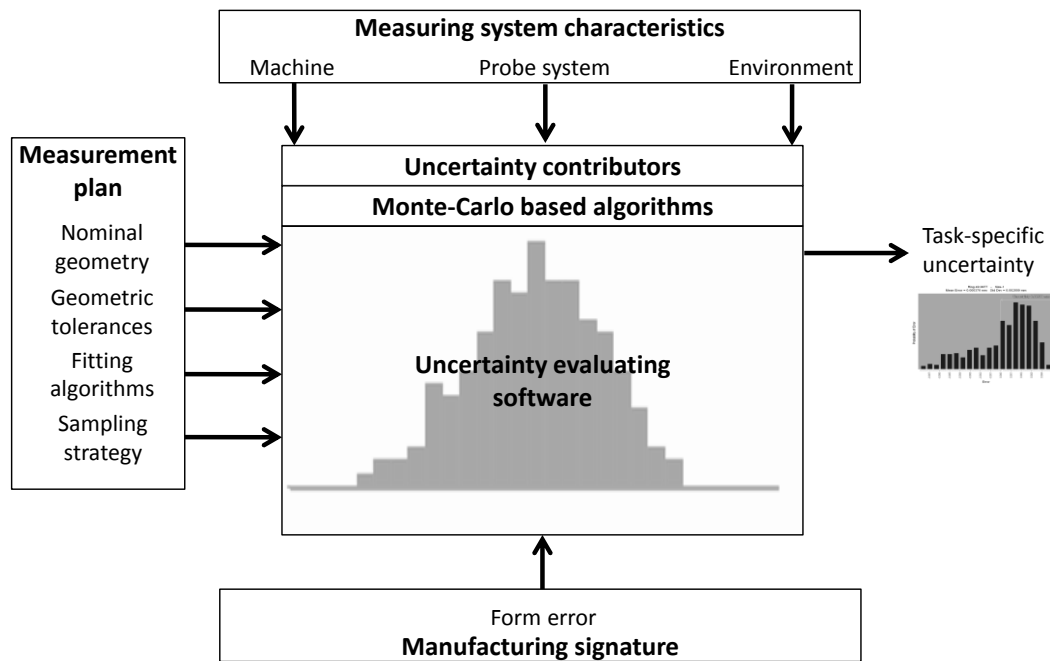 Measuring system characteristics
Machine
Probe system
Environment
Measurement
plan
Nominal
geometry
Geometric
tolerances
Fitting
algorithms
Sampling
strategy
Uncertainty contributors
Monte-Carlo based algorithms
Uncertainty evaluating
software
Task-specific
uncertainty
Form error
Manufacturing signature